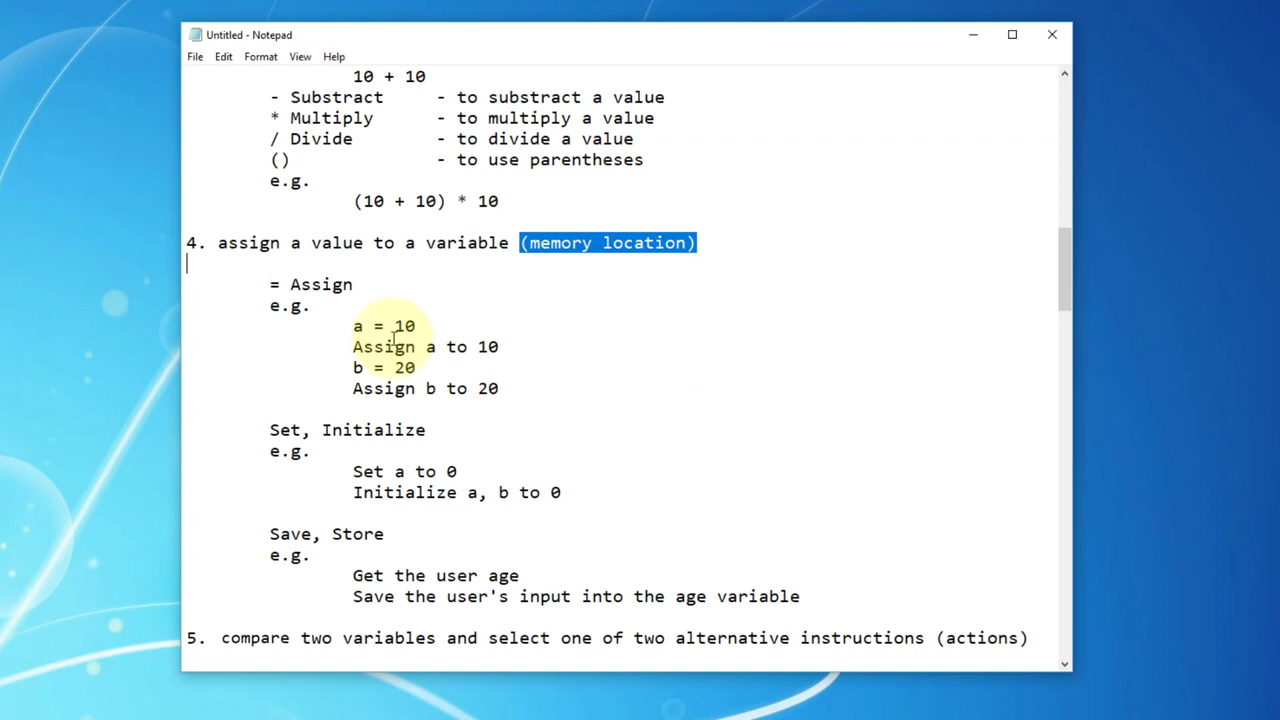 Untitled - Notepad
File Edit Format View Help
10 + 10
- Substract - to substract a value
* Multiply - to multiply a value
/ Divide - to divide a value
() - to use parentheses
e.g.
(10 + 10) * 10
4. assign a value to a variable (memory location)
= Assign
e.g.
a = 10
Assign a to 10
b = 20
Assign b to 20
Set, Initialize
e.g.
Set a to 0
Initialize a, b to 0
Save, Store
e.g.
Get the user age
Save the user's input into the age variable
5. compare two variables and select one of two alternative instructions (actions)